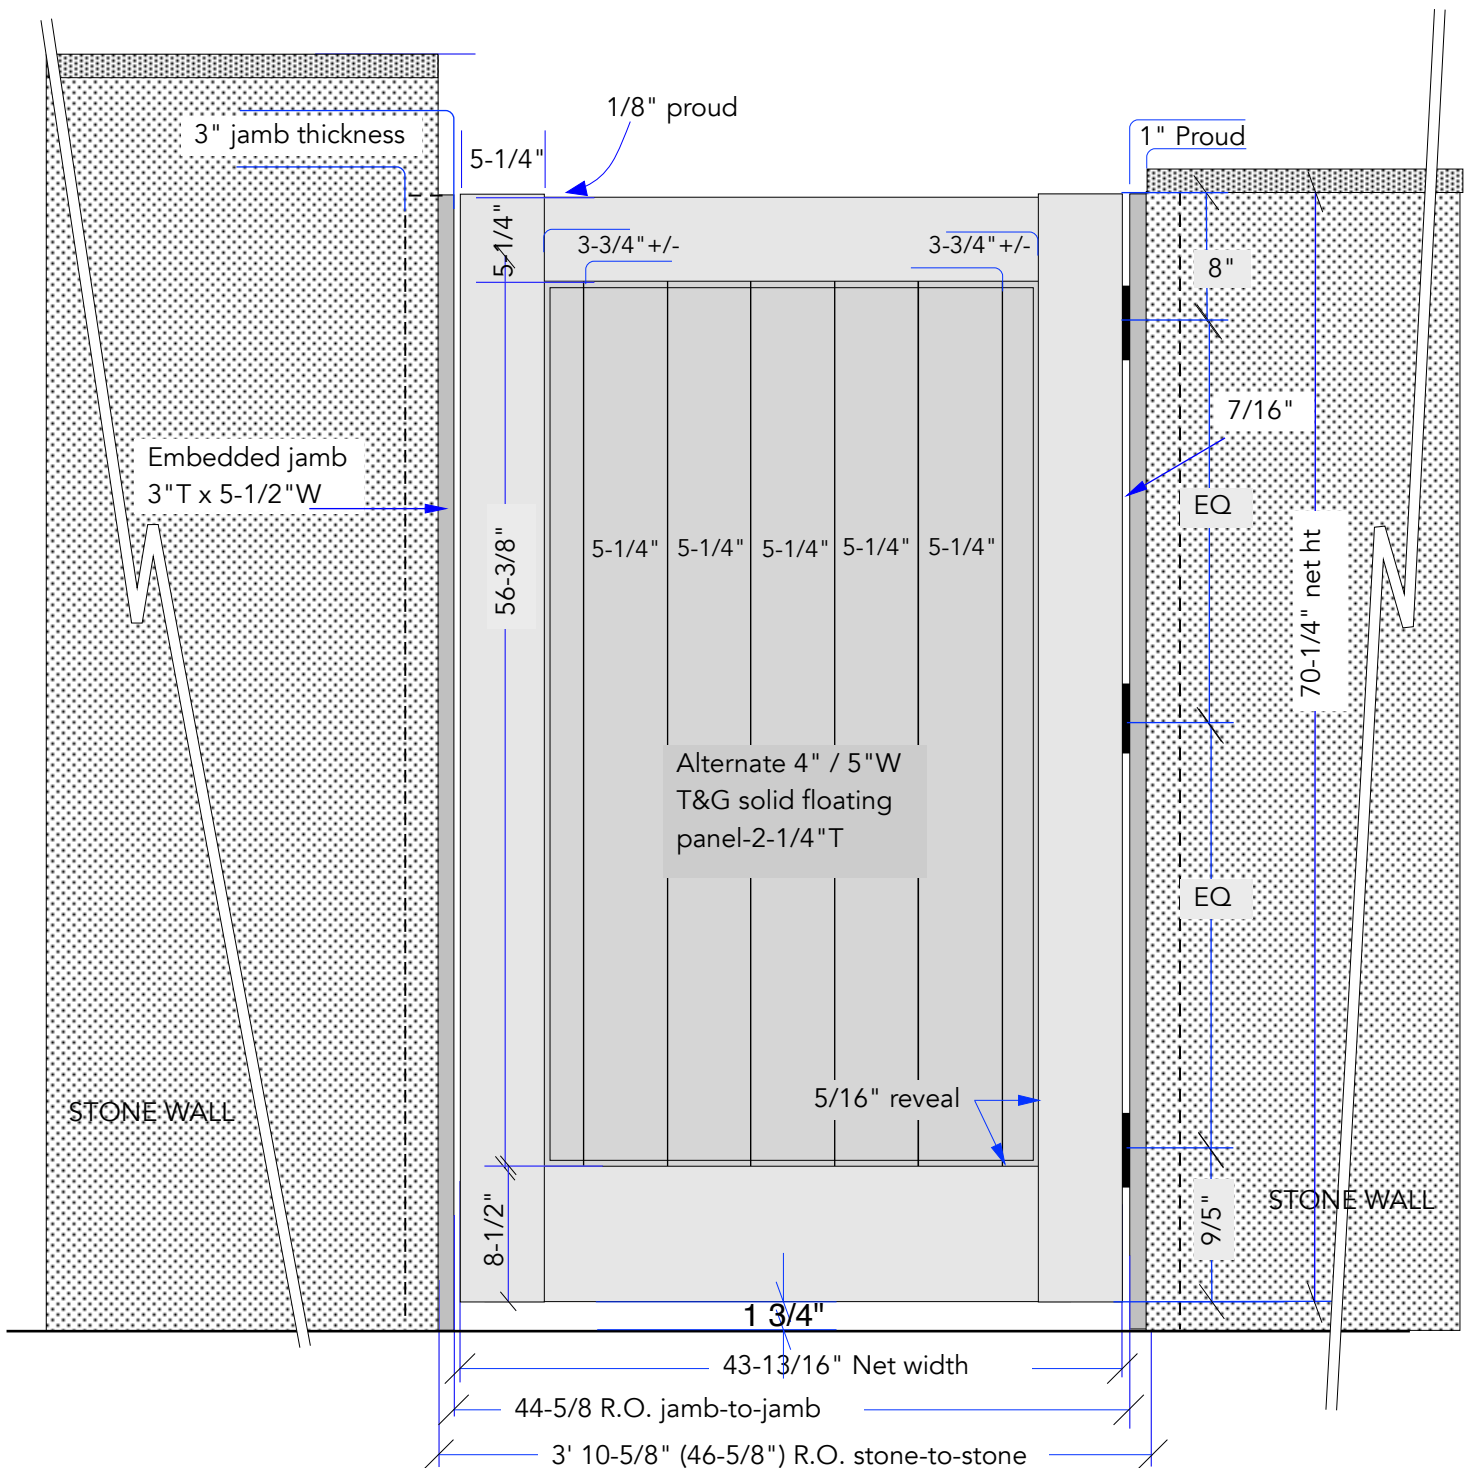 1/8" proud
3" jamb thickness
1" Proud
5-1/4"
5-1/4"
3-3/4"+/-
3-3/4"+/-
8"
7/16"
Embedded jamb
3"T x 5-1/2"W
EQ
5-1/4"
5-1/4"
5-1/4"
5-1/4"
5-1/4"
56-3/8"
70-1/4" net ht
Alternate 4" / 5"W
T&G solid floating
panel-2-1/4"T
EQ
5/16" reveal
STONE WALL
STONE WALL
8-1/2"
9/5"
1 3/4"
43-13/16" Net width
44-5/8 R.O. jamb-to-jamb
3' 10-5/8" (46-5/8") R.O. stone-to-stone